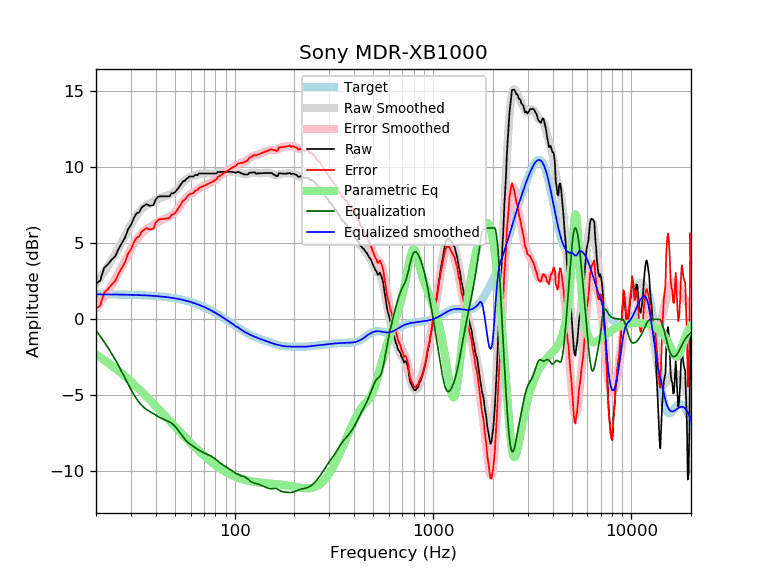 Sony MDR-XB1000
Target
Raw Smoothed
Error Smoothed
Raw
Error
Parametric Eq
Equalization
Equalized smoothed
15
10
5
0
−5
−10
Amplitude (dBr)
100
1000
10000
Frequency (Hz)